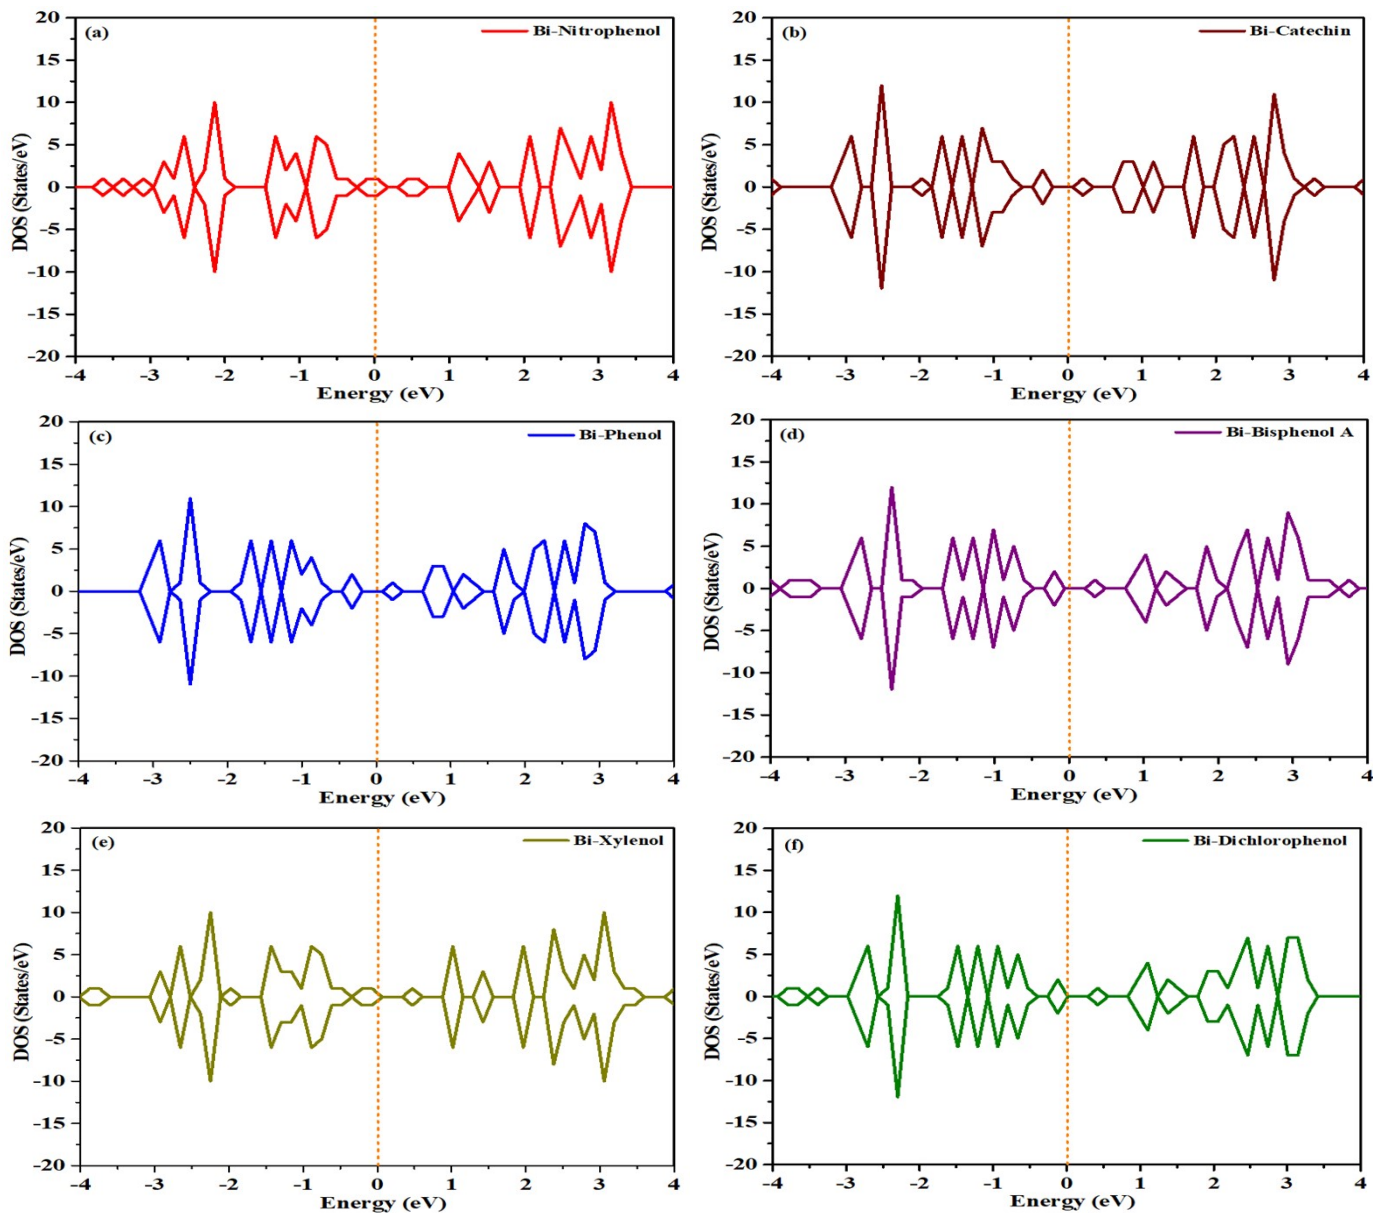 (a)
Bi-Nitrophenol
DOS (States/eV)
20
15
10
5
0
-5
-10
-15
-20
-4 -3 -2 -1 0 1 2 3 4
Energy (eV)
(b)
Bi-Catechin
DOS (States/eV)
20
15
10
5
0
-5
-10
-15
-20
-4 -3 -2 -1 0 1 2 3 4
Energy (eV)
(c)
Bi-Phenol
DOS (States/eV)
20
15
10
5
0
-5
-10
-15
-20
-4 -3 -2 -1 0 1 2 3 4
Energy (eV)
(d)
Bi-Bisphenol A
DOS (States/eV)
20
15
10
5
0
-5
-10
-15
-20
-4 -3 -2 -1 0 1 2 3 4
Energy (eV)
(e)
Bi-Xylenol
DOS (States/eV)
20
15
10
5
0
-5
-10
-15
-20
-4 -3 -2 -1 0 1 2 3 4
Energy (eV)
(f)
Bi-Dichlorophenol
DOS (States/eV)
20
15
10
5
0
-5
-10
-15
-20
-4 -3 -2 -1 0 1 2 3 4
Energy (eV)